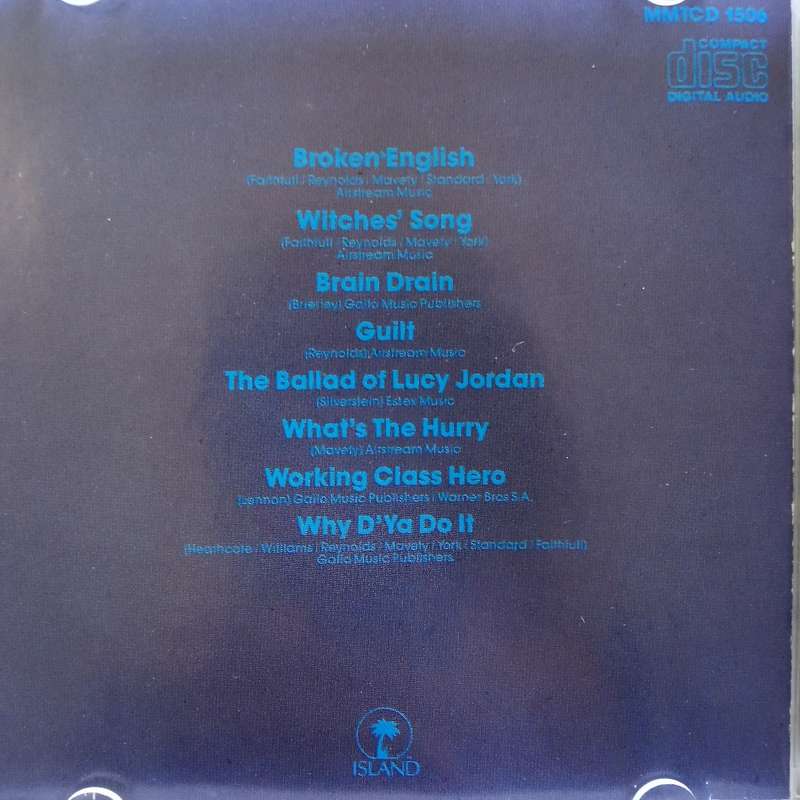 MMTCD 1506
COMPACT
disc
DIGITAL AUDIO
Broken English
(Faithfull / Reynolds / Mavety / Standard / York)
Airstream Music
Witches' Song
(Faithfull / Reynolds / Mavety / York)
Airstream Music
Brain Drain
(Brierley) Gallo Music Publishers
Guilt
(Reynolds) Airstream Music
The Ballad of Lucy Jordan
(Silverstein) Estex Music
What's The Hurry
(Mavety) Airstream Music
Working Class Hero
(Lennon) Gallo Music Publishers / Warner Bros S.A.
Why D'Ya Do It
(Heathcote / Williams / Reynolds / Mavety / York / Standard / Faithfull)
Gallo Music Publishers
ISLAND